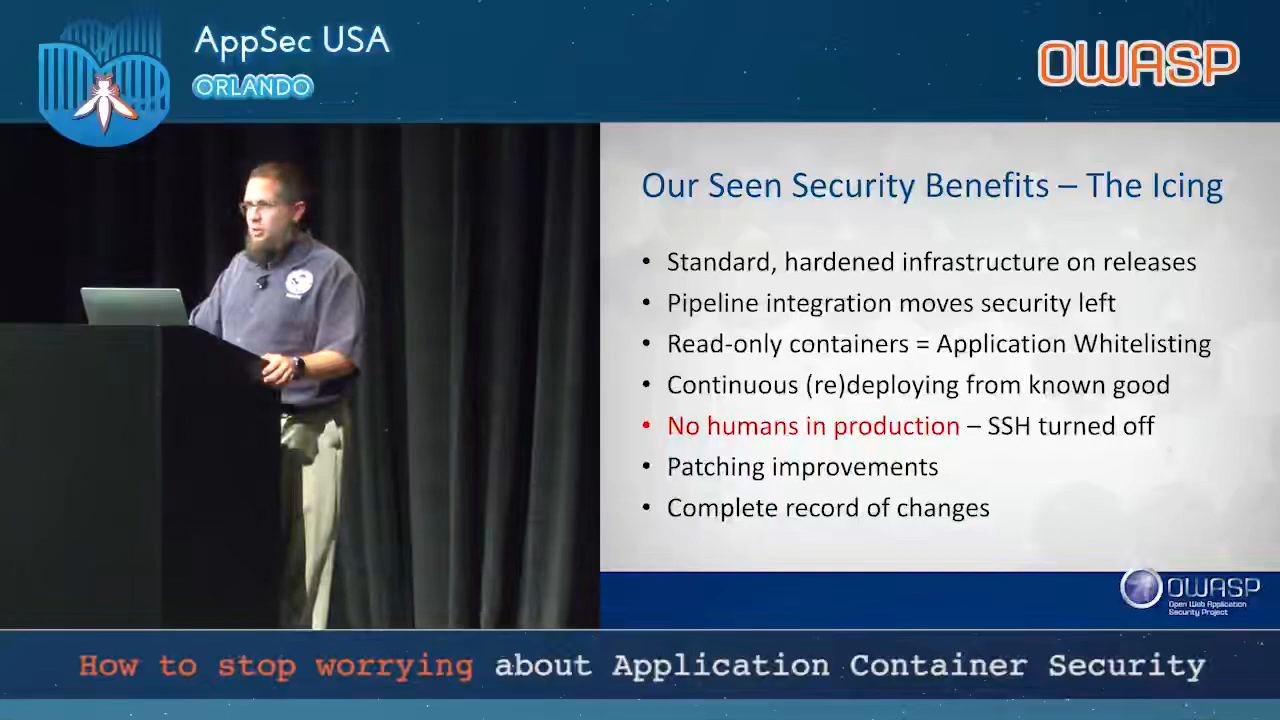 AppSec USA
ORLANDO
OWASP
Our Seen Security Benefits – The Icing
• Standard, hardened infrastructure on releases
• Pipeline integration moves security left
• Read-only containers = Application Whitelisting
• Continuous (re)deploying from known good
• No humans in production – SSH turned off
• Patching improvements
• Complete record of changes
OWASP
Open Web Application
Security Project
How to stop worrying about Application Container Security